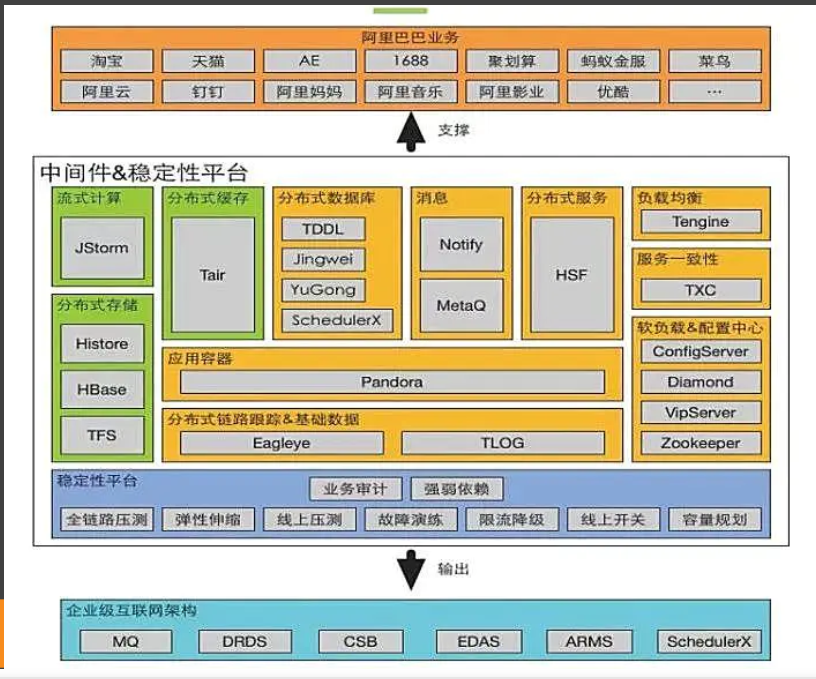 阿里巴巴业务
淘宝 天猫 AE 1688 聚划算 蚂蚁金服 菜鸟
阿里云 钉钉 阿里妈妈 阿里音乐 阿里影业 优酷 ...
支撑
中间件&稳定性平台
流式计算
JStorm
分布式存储
Histore
HBase
TFS
分布式缓存
Tair
分布式数据库
TDDL
Jingwei
YuGong
SchedulerX
消息
Notify
MetaQ
分布式服务
HSF
负载均衡
Tengine
服务一致性
TXC
软负载&配置中心
ConfigServer
Diamond
VipServer
Zookeeper
应用容器
Pandora
分布式链路跟踪&基础数据
Eagleye TLOG
稳定性平台
业务审计 强弱依赖
全链路压测 弹性伸缩 线上压测 故障演练 限流降级 线上开关 容量规划
输出
企业级互联网架构
MQ DRDS CSB EDAS ARMS SchedulerX